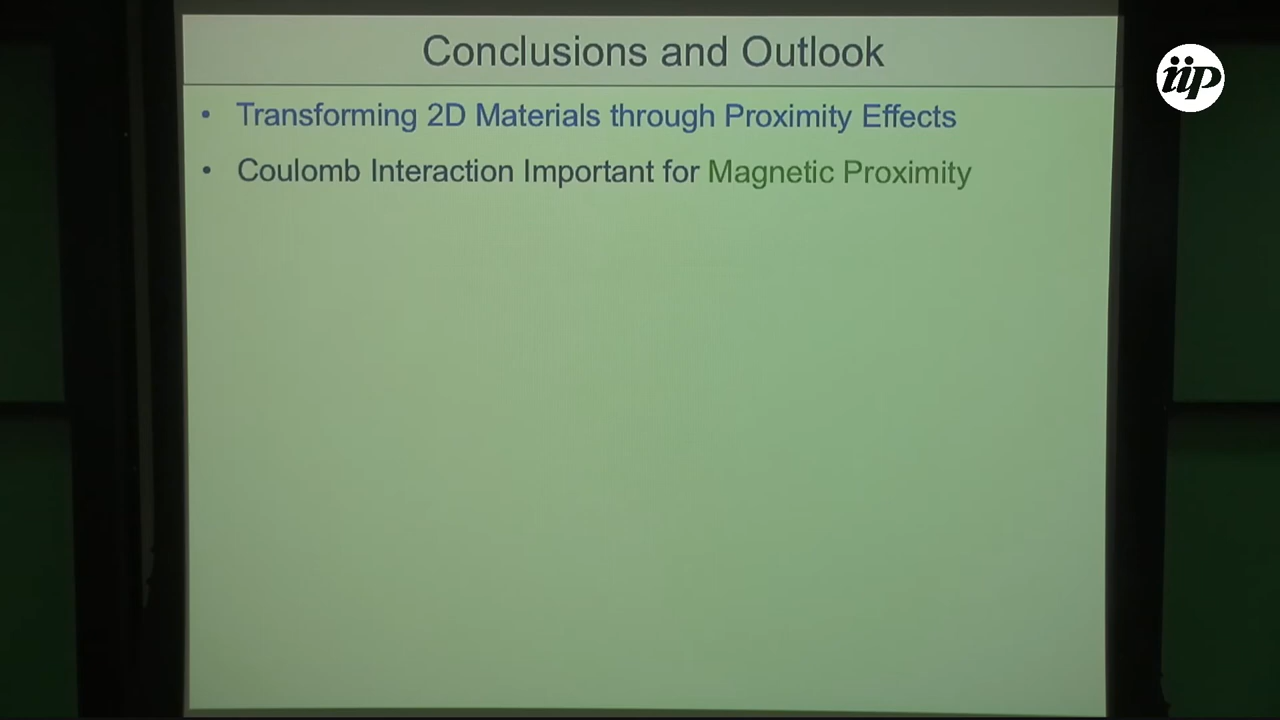 Conclusions and Outlook
iip
• Transforming 2D Materials through Proximity Effects
• Coulomb Interaction Important for Magnetic Proximity